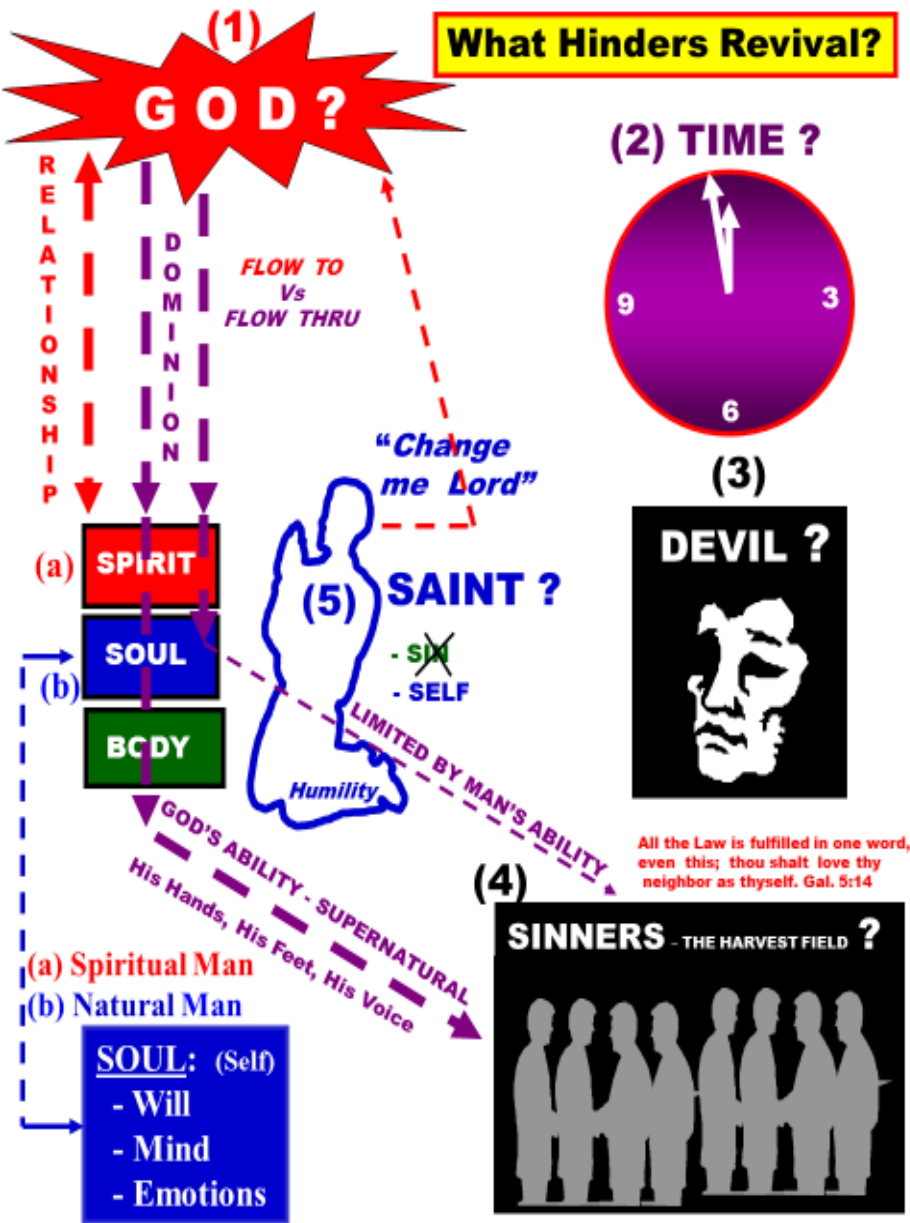 (1)
What Hinders Revival?
G O D ?
RELATIONSHIP
DOMINION
FLOW TO
Vs
FLOW THRU
(2) TIME ?
9
3
6
"Change
me Lord"
(3)
DEVIL ?
(a)
SPIRIT
(5)
SAINT ?
- SIN
- SELF
SOUL
(b)
BODY
Humility
LIMITED BY MAN'S ABILITY
GOD'S ABILITY - SUPERNATURAL
His Hands, His Feet, His Voice
All the Law is fulfilled in one word,
even this; thou shalt love thy
neighbor as thyself. Gal. 5:14
(4)
SINNERS - THE HARVEST FIELD ?
(a) Spiritual Man
(b) Natural Man
SOUL: (Self)
- Will
- Mind
- Emotions